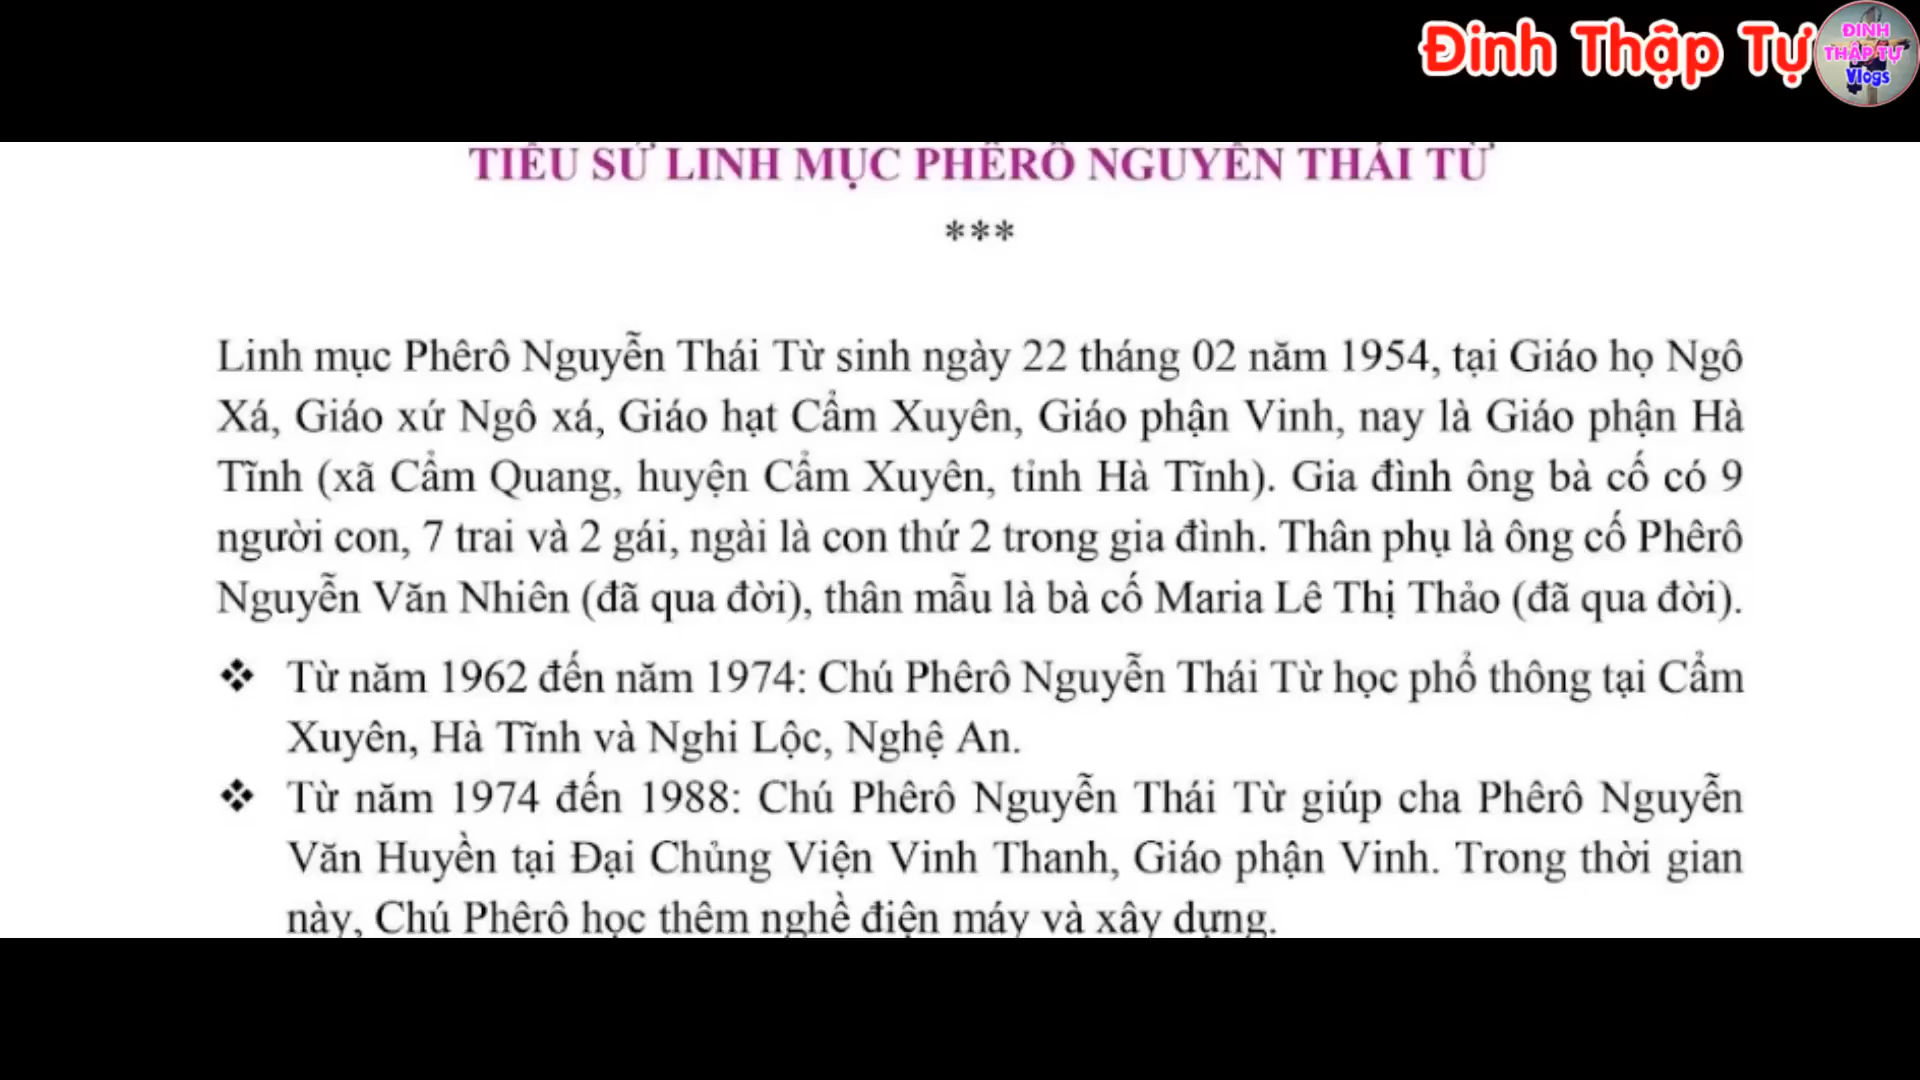 Đinh Thập Tự
ĐINH
THẬP TỰ
Vlogs
TIỂU SỬ LINH MỤC PHÊRÔ NGUYỄN THÁI TỪ
***
Linh mục Phêrô Nguyễn Thái Từ sinh ngày 22 tháng 02 năm 1954, tại Giáo họ Ngô
Xá, Giáo xứ Ngô xá, Giáo hạt Cẩm Xuyên, Giáo phận Vinh, nay là Giáo phận Hà
Tĩnh (xã Cẩm Quang, huyện Cẩm Xuyên, tỉnh Hà Tĩnh). Gia đình ông bà cố có 9
người con, 7 trai và 2 gái, ngài là con thứ 2 trong gia đình. Thân phụ là ông cố Phêrô
Nguyễn Văn Nhiên (đã qua đời), thân mẫu là bà cố Maria Lê Thị Thảo (đã qua đời).
❖ Từ năm 1962 đến năm 1974: Chú Phêrô Nguyễn Thái Từ học phổ thông tại Cẩm
Xuyên, Hà Tĩnh và Nghi Lộc, Nghệ An.
❖ Từ năm 1974 đến 1988: Chú Phêrô Nguyễn Thái Từ giúp cha Phêrô Nguyễn
Văn Huyền tại Đại Chủng Viện Vinh Thanh, Giáo phận Vinh. Trong thời gian
này, Chú Phêrô học thêm nghề điện máy và xây dựng.